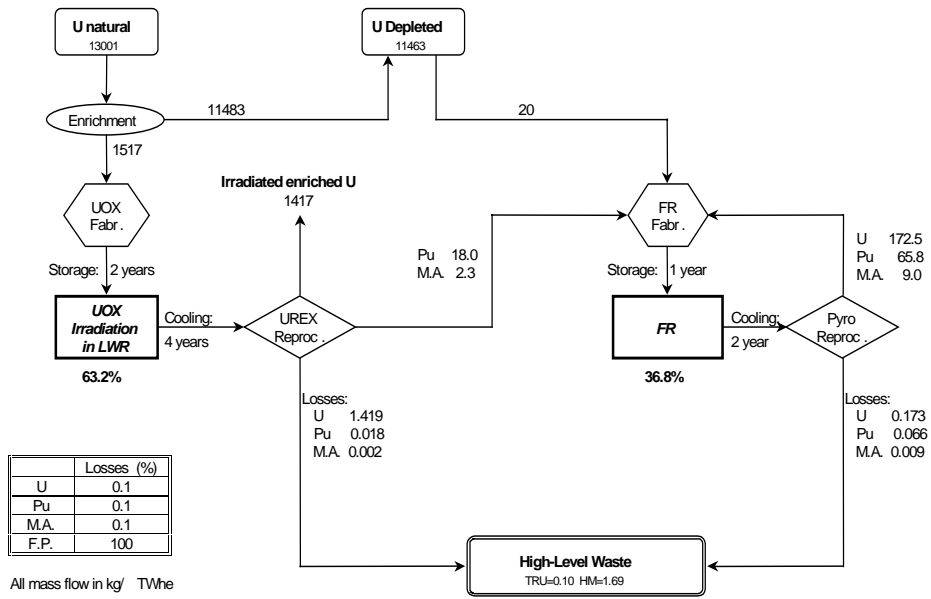 U natural
13001
U Depleted
11463
Enrichment
11483
20
1517
Irradiated enriched U
1417
UOX
Fabr .
FR
Fabr .
Pu 18.0
M.A. 2.3
U 172.5
Pu 65.8
M.A. 9.0
Storage: 2 years
Storage: 1 year
UOX
Irradiation
in LWR
Cooling:
4 years
UREX
Reproc .
FR
Cooling:
2 year
Pyro
Reproc .
63.2%
36.8%
Losses:
U 1.419
Pu 0.018
M.A. 0.002
Losses:
U 0.173
Pu 0.066
M.A. 0.009
Losses (%)
U 0.1
Pu 0.1
M.A. 0.1
F.P. 100
High-Level Waste
TRU=0.10 HM=1.69
All mass flow in kg/ TWhe